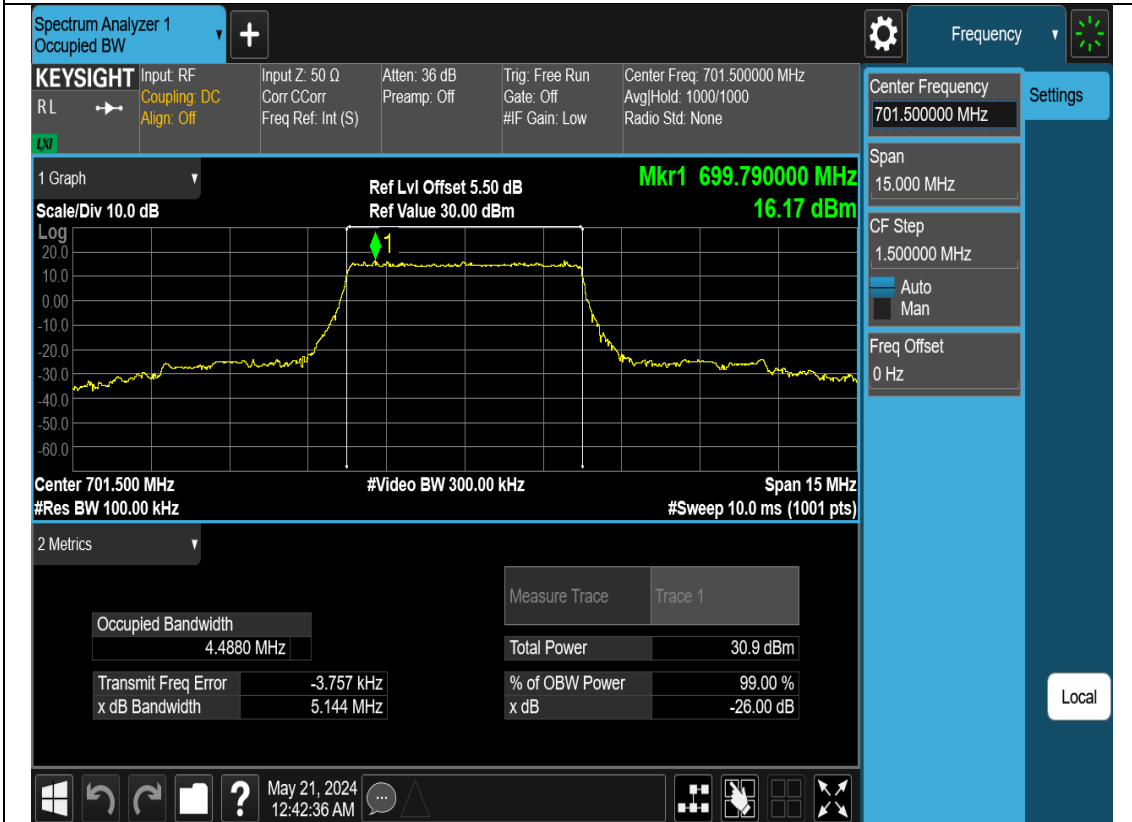 Spectrum Analyzer 1
Occupied BW
+
Frequency
KEYSIGHT
RL
LXI
Input: RF
Coupling: DC
Align: Off
Input Z: 50 Ω
Corr CCorr
Freq Ref: Int (S)
Atten: 36 dB
Preamp: Off
Trig: Free Run
Gate: Off
#IF Gain: Low
Center Freq: 701.500000 MHz
Avg|Hold: 1000/1000
Radio Std: None
Center Frequency
701.500000 MHz
Settings
Span
15.000 MHz
CF Step
1.500000 MHz
Auto
Man
Freq Offset
0 Hz
Local
1 Graph
Scale/Div 10.0 dB
Ref Lvl Offset 5.50 dB
Ref Value 30.00 dBm
Mkr1 699.790000 MHz
16.17 dBm
Log
1
20.0
10.0
0.00
-10.0
-20.0
-30.0
-40.0
-50.0
-60.0
Center 701.500 MHz
#Video BW 300.00 kHz
Span 15 MHz
#Res BW 100.00 kHz
#Sweep 10.0 ms (1001 pts)
2 Metrics
Measure Trace
Trace 1
Occupied Bandwidth
4.4880 MHz
Total Power
30.9 dBm
Transmit Freq Error
-3.757 kHz
% of OBW Power
99.00 %
x dB Bandwidth
5.144 MHz
x dB
-26.00 dB
?
May 21, 2024
12:42:36 AM